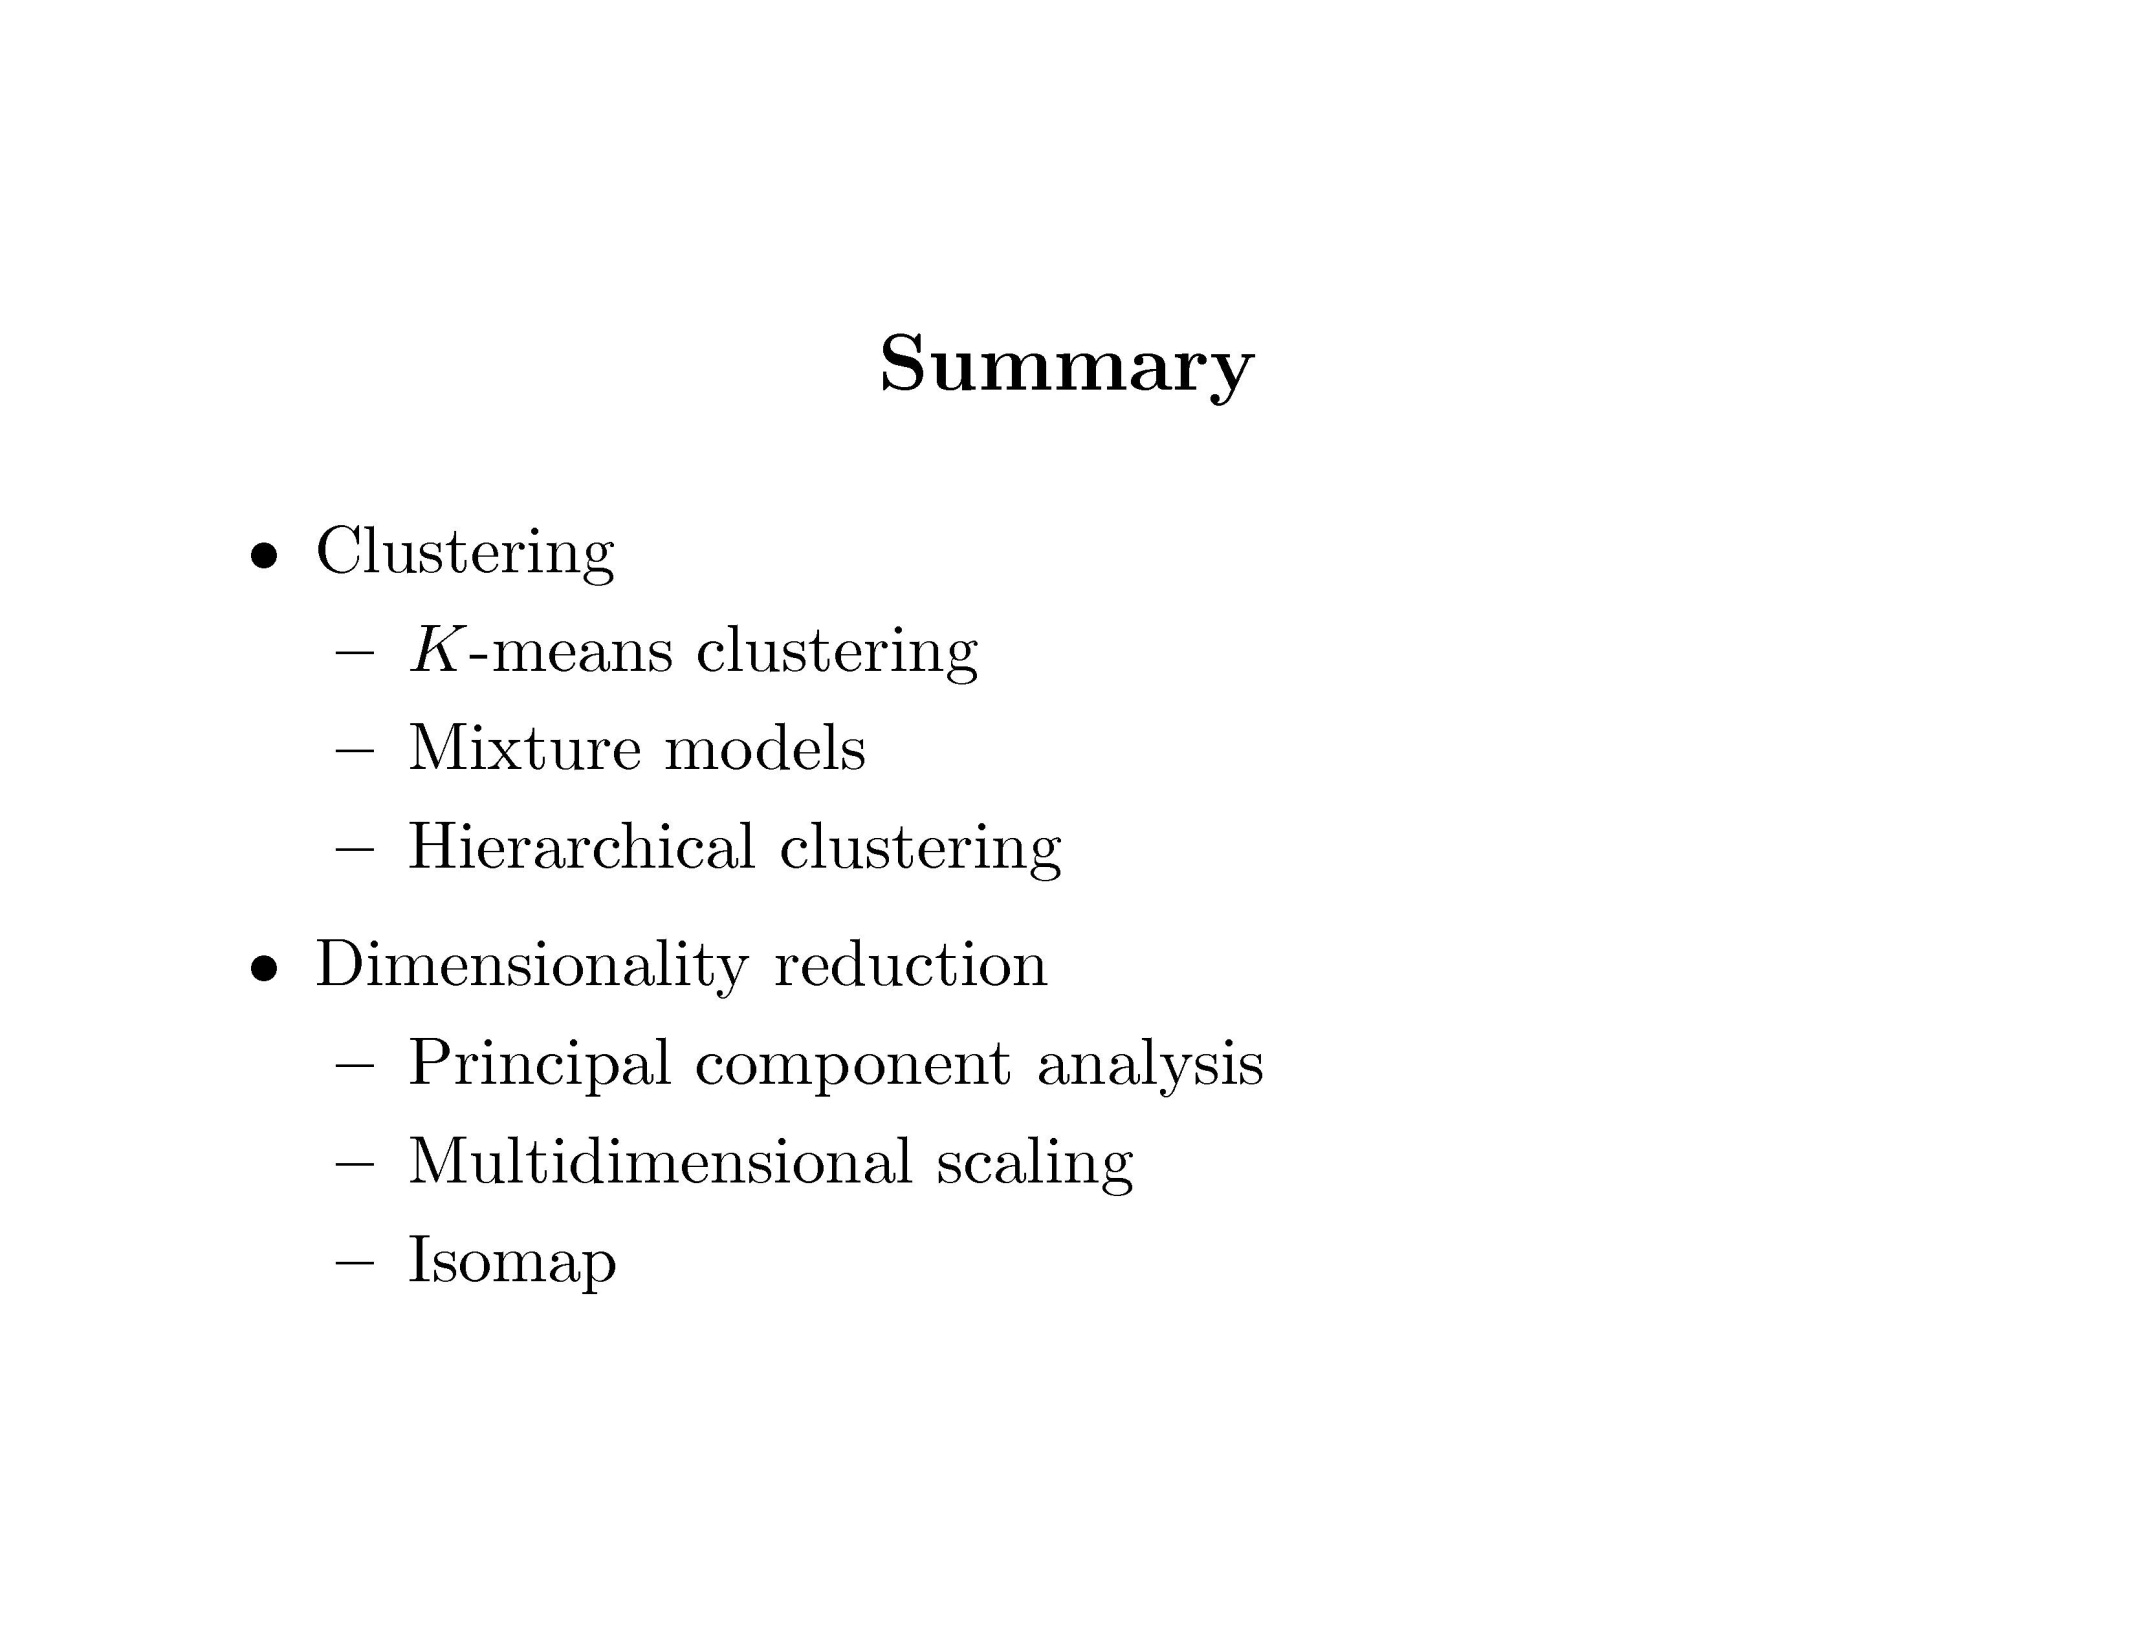 Summary
• Clustering
– K-means clustering
– Mixture models
– Hierarchical clustering
• Dimensionality reduction
– Principal component analysis
– Multidimensional scaling
– Isomap